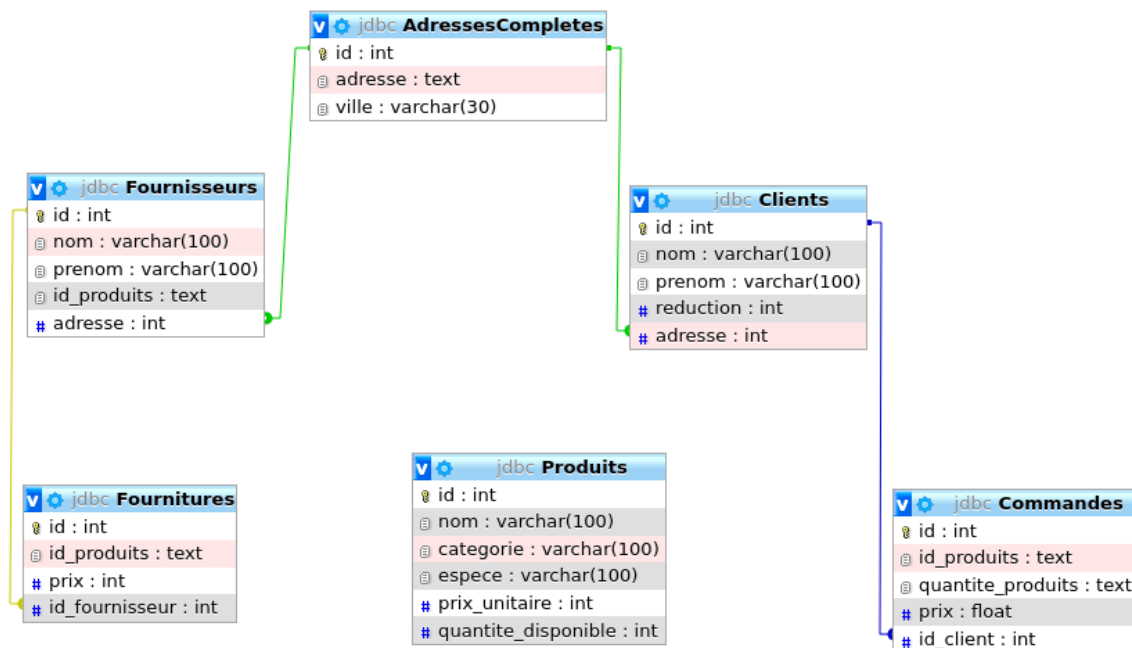 v jdbc AdressesCompletes
id : int
adresse : text
ville : varchar(30)
v jdbc Fournisseurs
id : int
nom : varchar(100)
prenom : varchar(100)
id_produits : text
# adresse : int
v jdbc Clients
id : int
nom : varchar(100)
prenom : varchar(100)
# reduction : int
# adresse : int
v jdbc Fournitures
id : int
id_produits : text
# prix : int
# id_fournisseur : int
v jdbc Produits
id : int
nom : varchar(100)
categorie : varchar(100)
espece : varchar(100)
# prix_unitaire : int
# quantite_disponible : int
v jdbc Commandes
id : int
id_produits : text
quantite_produits : text
# prix : float
# id_client : int